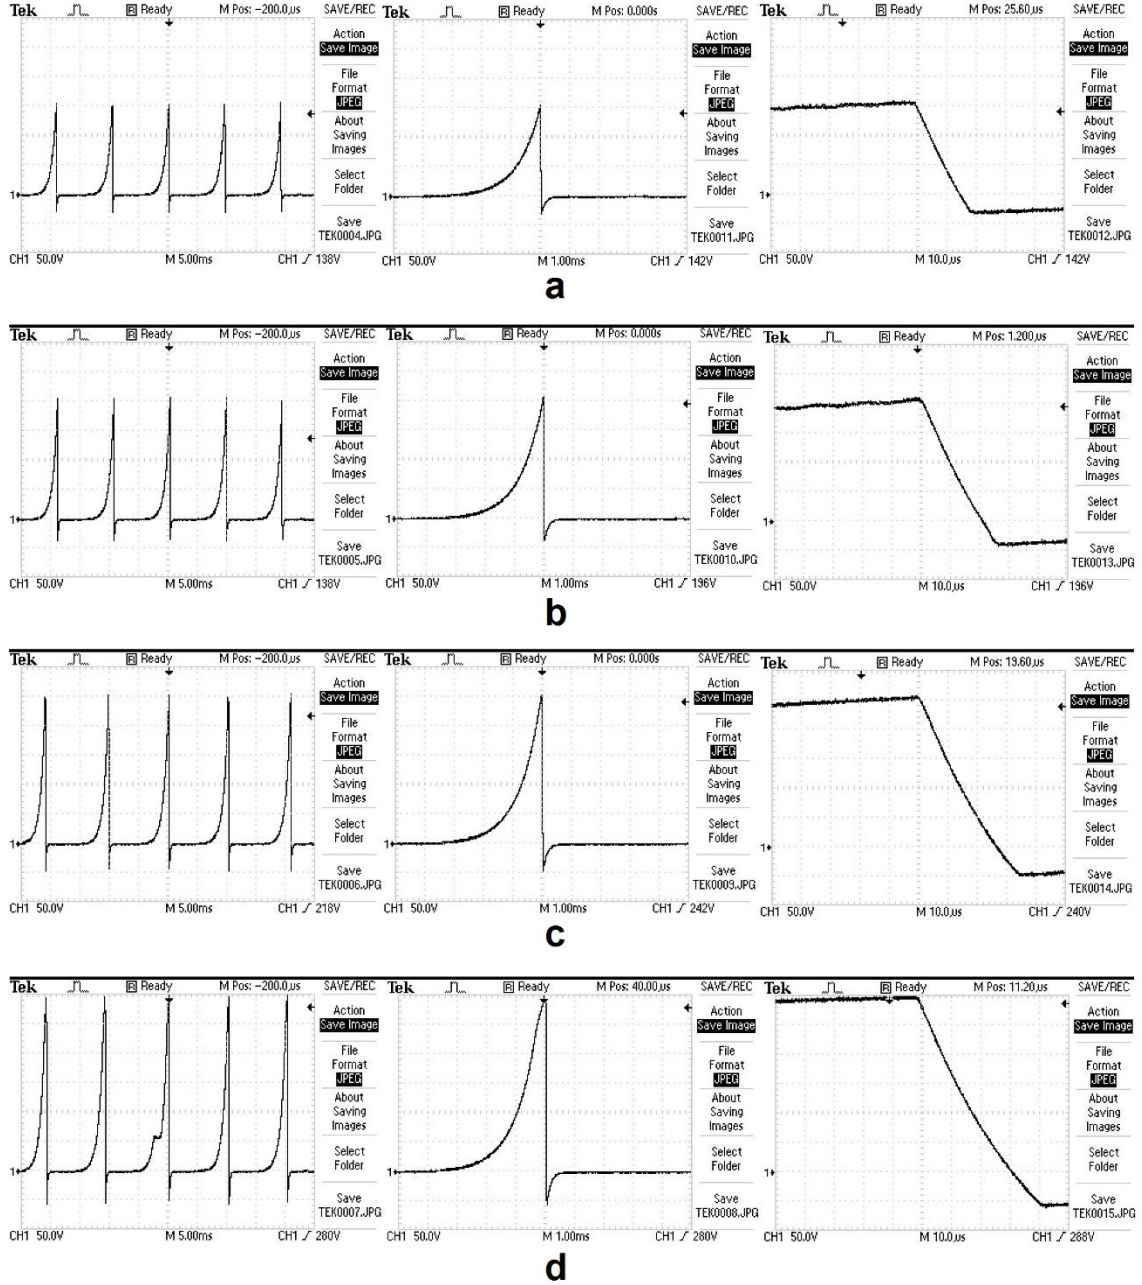 Tek R Ready M Pos: -200.0µs SAVE/REC
Action
Save Image
File
Format
JPEG
About
Saving
Images
Select
Folder
Save
TEK0004.JPG
1
CH1 50.0V M 5.00ms CH1 138V
Tek R Ready M Pos: 0.000s SAVE/REC
Action
Save Image
File
Format
JPEG
About
Saving
Images
Select
Folder
Save
TEK0011.JPG
1
CH1 50.0V M 1.00ms CH1 142V
Tek R Ready M Pos: 25.60µs SAVE/REC
Action
Save Image
File
Format
JPEG
About
Saving
Images
Select
Folder
Save
TEK0012.JPG
1
CH1 50.0V M 10.0µs CH1 142V
a
Tek R Ready M Pos: -200.0µs SAVE/REC
Action
Save Image
File
Format
JPEG
About
Saving
Images
Select
Folder
Save
TEK0005.JPG
1
CH1 50.0V M 5.00ms CH1 138V
Tek R Ready M Pos: 0.000s SAVE/REC
Action
Save Image
File
Format
JPEG
About
Saving
Images
Select
Folder
Save
TEK0010.JPG
1
CH1 50.0V M 1.00ms CH1 196V
Tek R Ready M Pos: 1.200µs SAVE/REC
Action
Save Image
File
Format
JPEG
About
Saving
Images
Select
Folder
Save
TEK0013.JPG
1
CH1 50.0V M 10.0µs CH1 196V
b
Tek R Ready M Pos: -200.0µs SAVE/REC
Action
Save Image
File
Format
JPEG
About
Saving
Images
Select
Folder
Save
TEK0006.JPG
1
CH1 50.0V M 5.00ms CH1 218V
Tek R Ready M Pos: 0.000s SAVE/REC
Action
Save Image
File
Format
JPEG
About
Saving
Images
Select
Folder
Save
TEK0009.JPG
1
CH1 50.0V M 1.00ms CH1 242V
Tek R Ready M Pos: 19.60µs SAVE/REC
Action
Save Image
File
Format
JPEG
About
Saving
Images
Select
Folder
Save
TEK0014.JPG
1
CH1 50.0V M 10.0µs CH1 240V
c
Tek R Ready M Pos: -200.0µs SAVE/REC
Action
Save Image
File
Format
JPEG
About
Saving
Images
Select
Folder
Save
TEK0007.JPG
1
CH1 50.0V M 5.00ms CH1 280V
Tek R Ready M Pos: 40.00µs SAVE/REC
Action
Save Image
File
Format
JPEG
About
Saving
Images
Select
Folder
Save
TEK0008.JPG
1
CH1 50.0V M 1.00ms CH1 280V
Tek R Ready M Pos: 11.20µs SAVE/REC
Action
Save Image
File
Format
JPEG
About
Saving
Images
Select
Folder
Save
TEK0015.JPG
1
CH1 50.0V M 10.0µs CH1 288V
d